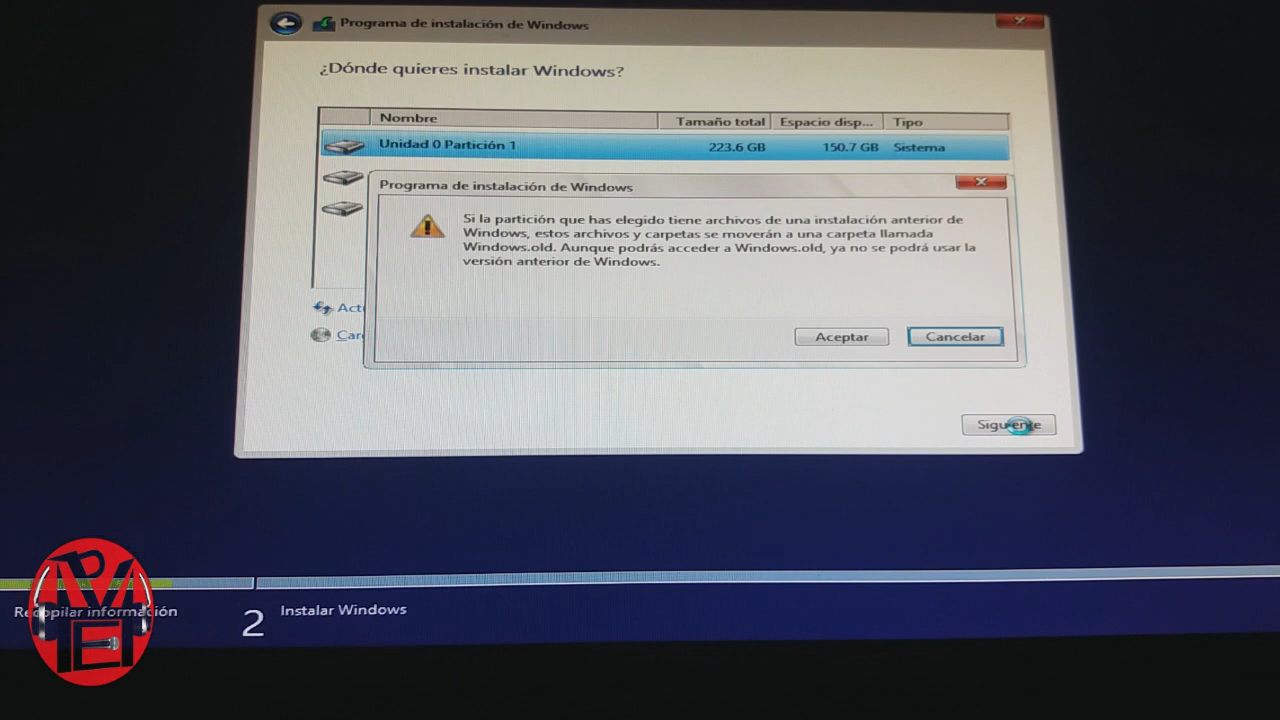 Programa de instalación de Windows
¿Dónde quieres instalar Windows?
Nombre Tamaño total Espacio disp... Tipo
Unidad 0 Partición 1 223.6 GB 150.7 GB Sistema
Programa de instalación de Windows
Si la partición que has elegido tiene archivos de una instalación anterior de
Windows, estos archivos y carpetas se moverán a una carpeta llamada
Windows.old. Aunque podrás acceder a Windows.old, ya no se podrá usar la
versión anterior de Windows.
Aceptar Cancelar
Siguiente
Recopilar información
2 Instalar Windows